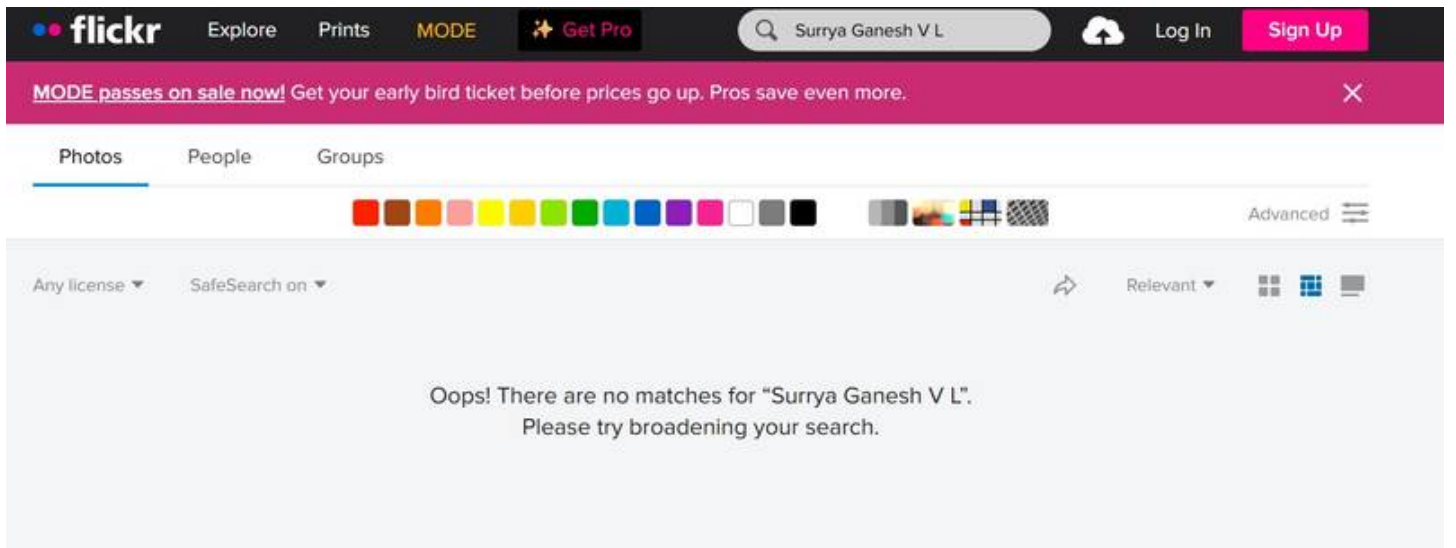 flickr Explore Prints MODE Get Pro Surrya Ganesh V L Log In Sign Up
MODE passes on sale now! Get your early bird ticket before prices go up. Pros save even more.
Photos People Groups
Advanced
Any license SafeSearch on Relevant
Oops! There are no matches for “Surrya Ganesh V L”.
Please try broadening your search.